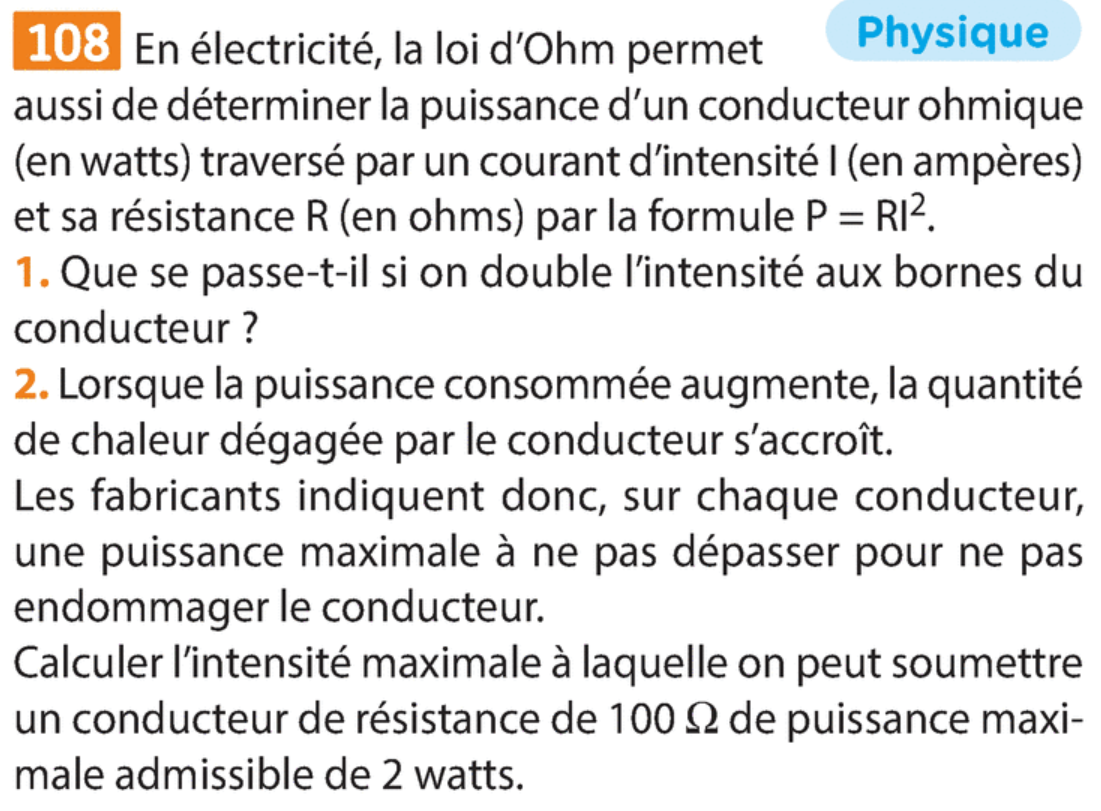 108 En électricité, la loi d'Ohm permet
Physique
aussi de déterminer la puissance d'un conducteur ohmique
(en watts) traversé par un courant d'intensité I (en ampères)
et sa résistance R (en ohms) par la formule P = RI².
1. Que se passe-t-il si on double l'intensité aux bornes du
conducteur ?
2. Lorsque la puissance consommée augmente, la quantité
de chaleur dégagée par le conducteur s'accroît.
Les fabricants indiquent donc, sur chaque conducteur,
une puissance maximale à ne pas dépasser pour ne pas
endommager le conducteur.
Calculer l'intensité maximale à laquelle on peut soumettre
un conducteur de résistance de 100 Ω de puissance maxi-
male admissible de 2 watts.